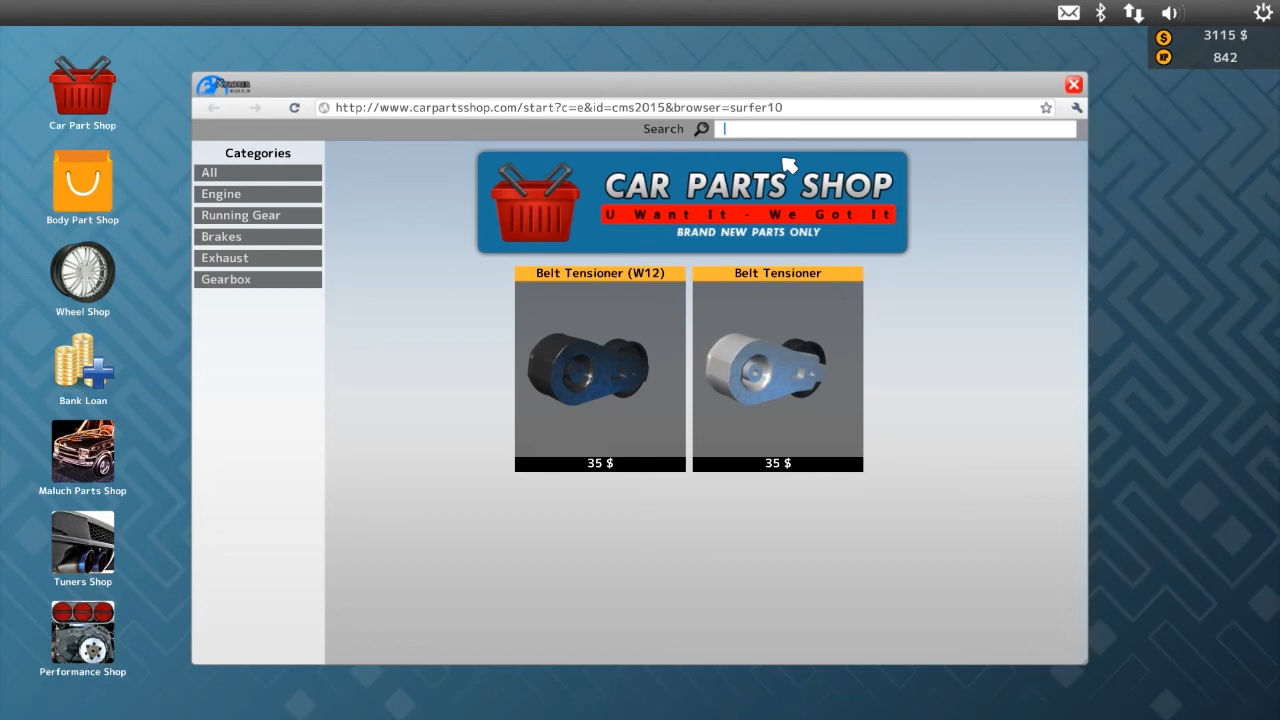 3115 $
842
Car Part Shop
Body Part Shop
Wheel Shop
Bank Loan
Maluch Parts Shop
Tuners Shop
Performance Shop
XPLORER
http://www.carpartsshop.com/start?c=e&id=cms2015&browser=surfer10
Search
Categories
All
Engine
Running Gear
Brakes
Exhaust
Gearbox
CAR PARTS SHOP
U Want It - We Got It
BRAND NEW PARTS ONLY
Belt Tensioner (W12)
Belt Tensioner
35 $
35 $